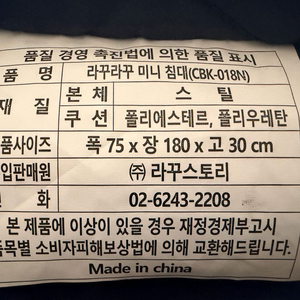 품질 경영 촉진법에 의한 품질 표시
품 명 라꾸라꾸 미니 침대(CBK-018N)
재 질 본 체 스 틸
쿠 션 폴리에스테르, 폴리우레탄
품사이즈 폭 75 x 장 180 x 고 30 cm
입판매원 ㈜ 라꾸스토리
화 02-6243-2208
본 제품에 이상이 있을 경우 재정경제부고시
품목별 소비자피해보상법에 의해 교환해드립니다.
Made in china